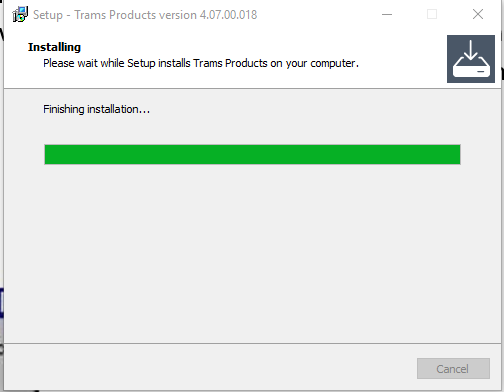 Setup - Trams Products version 4.07.00.018
Installing
Please wait while Setup installs Trams Products on your computer.
Finishing installation...
Cancel